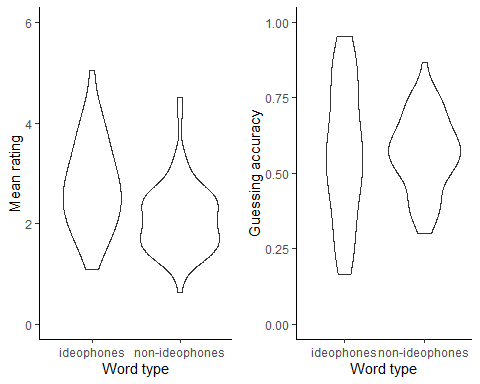 Mean rating
6
4
2
0
ideophones non-ideophones
Word type
Guessing accuracy
1.00
0.75
0.50
0.25
0.00
ideophones non-ideophones
Word type